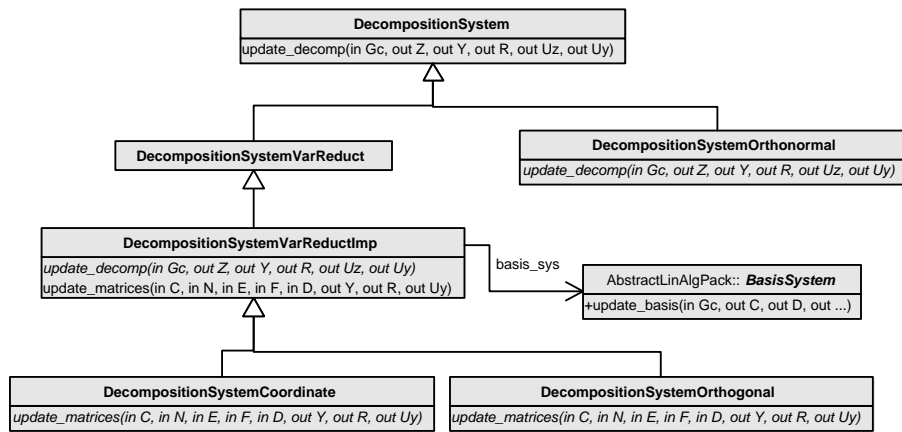 DecompositionSystem
update_decomp(in Gc, out Z, out Y, out R, out Uz, out Uy)
DecompositionSystemVarReduct
DecompositionSystemOrthonormal
update_decomp(in Gc, out Z, out Y, out R, out Uz, out Uy)
DecompositionSystemVarReductImp
update_decomp(in Gc, out Z, out Y, out R, out Uz, out Uy)
update_matrices(in C, in N, in E, in F, in D, out Y, out R, out Uy)
basis_sys
AbstractLinAlgPack:: BasisSystem
+update_basis(in Gc, out C, out D, out ...)
DecompositionSystemCoordinate
update_matrices(in C, in N, in E, in F, in D, out Y, out R, out Uy)
DecompositionSystemOrthogonal
update_matrices(in C, in N, in E, in F, in D, out Y, out R, out Uy)